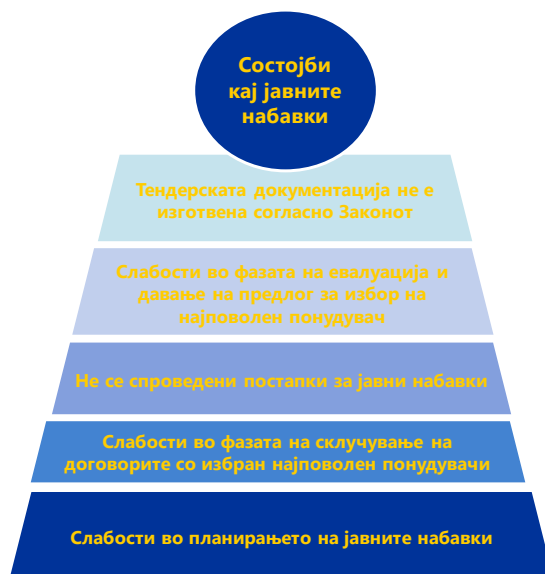 Состојби
кај јавните
набавки
Тендерската документација не е
изготвена согласно Законот
Слабости во фазата на евалуација и
давање на предлог за избор на
најповолен понудувач
Не се спроведени постапки за јавни набавки
Слабости во фазата на склучување на
договорите со избран најповолен понудувачи
Слабости во планирањето на јавните набавки